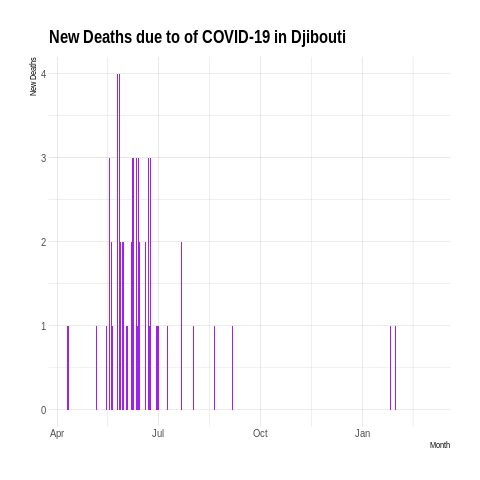 New Deaths due to of COVID-19 in Djibouti
New Deaths
4
3
2
1
0
Apr Jul Oct Jan
Month